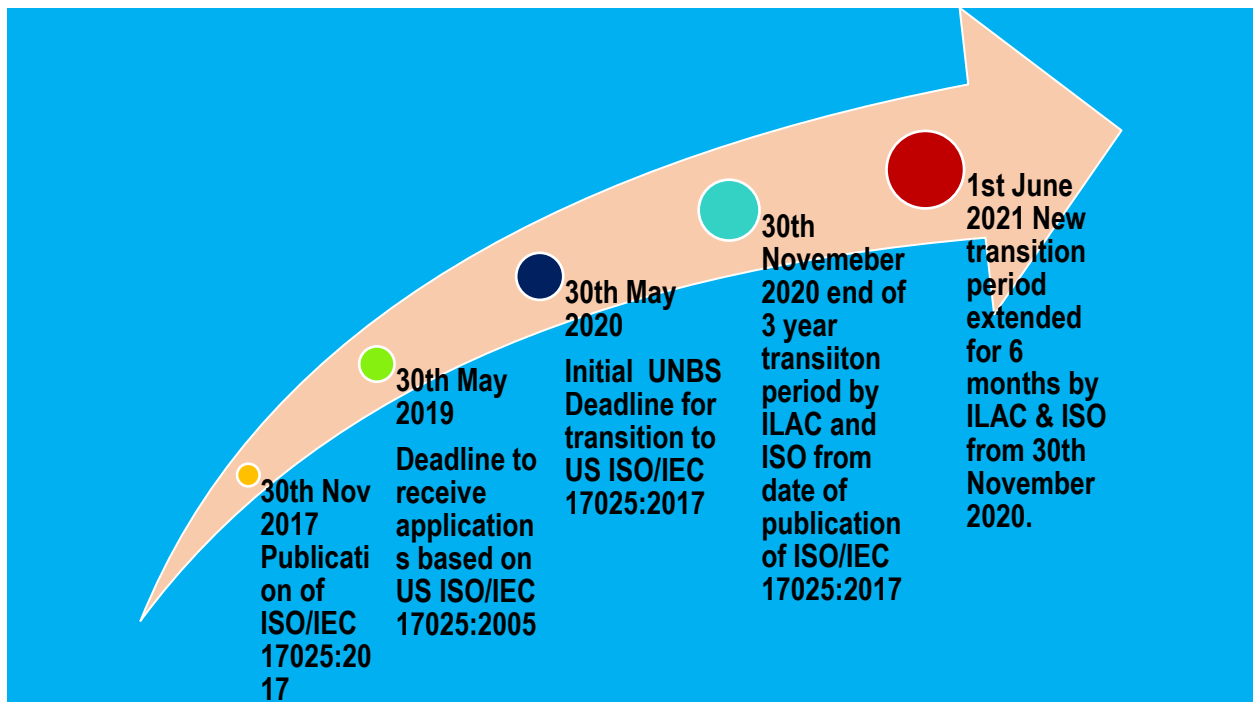 30th Nov
2017
Publicati
on of
ISO/IEC
17025:20
17
30th May
2019
Deadline to
receive
application
s based on
US ISO/IEC
17025:2005
30th May
2020
Initial  UNBS
Deadline for
transition to
US ISO/IEC
17025:2017
30th
Novemeber
2020 end of
3 year
transiiton
period by
ILAC and
ISO from
date of
publication
of ISO/IEC
17025:2017
1st June
2021 New
transition
period
extended
for 6
months by
ILAC & ISO
from 30th
November
2020.